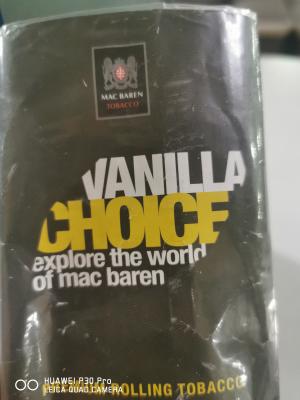 MAC BAREN
TOBACCO
VANILLA
CHOICE
explore the world
of mac baren
ROLLING TOBACCO
HUAWEI P30 Pro
LEICA QUAD CAMERA